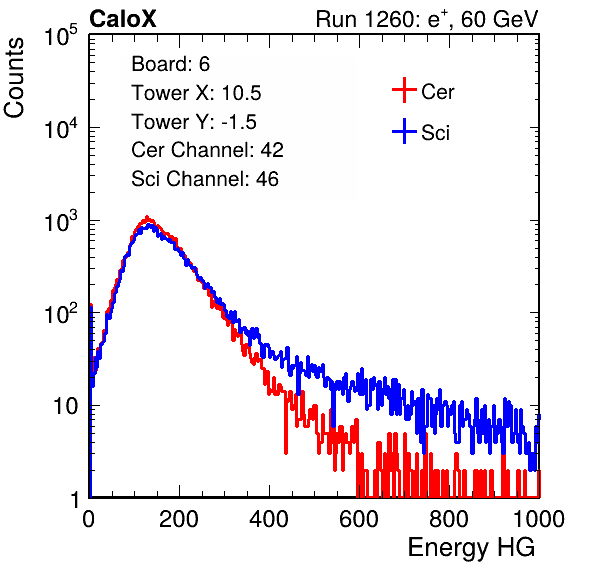 CaloX Run 1260: e⁺, 60 GeV
Counts
10⁵
10⁴
10³
10²
10
1
Board: 6
Tower X: 10.5
Tower Y: -1.5
Cer Channel: 42
Sci Channel: 46
Cer
Sci
0 200 400 600 800 1000
Energy HG